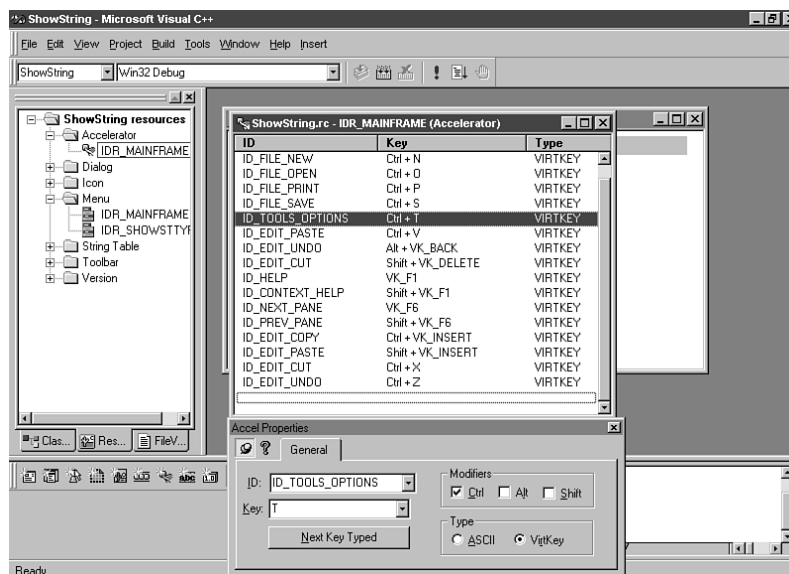 ShowString - Microsoft Visual C++
File Edit View Project Build Tools Window Help Insert
ShowString Win32 Debug
ShowString resources
Accelerator
IDR_MAINFRAME
Dialog
Icon
Menu
IDR_MAINFRAME
IDR_SHOWSTTYF
String Table
Toolbar
Version
Clas... Res... FileV...
ShowString.rc - IDR_MAINFRAME (Accelerator)
ID Key Type
ID_FILE_NEW Ctrl + N VIRTKEY
ID_FILE_OPEN Ctrl + O VIRTKEY
ID_FILE_PRINT Ctrl + P VIRTKEY
ID_FILE_SAVE Ctrl + S VIRTKEY
ID_TOOLS_OPTIONS Ctrl + T VIRTKEY
ID_EDIT_PASTE Ctrl + V VIRTKEY
ID_EDIT_UNDO Alt + VK_BACK VIRTKEY
ID_EDIT_CUT Shift + VK_DELETE VIRTKEY
ID_HELP VK_F1 VIRTKEY
ID_CONTEXT_HELP Shift + VK_F1 VIRTKEY
ID_NEXT_PANE VK_F6 VIRTKEY
ID_PREV_PANE Shift + VK_F6 VIRTKEY
ID_EDIT_COPY Ctrl + VK_INSERT VIRTKEY
ID_EDIT_PASTE Shift + VK_INSERT VIRTKEY
ID_EDIT_CUT Ctrl + X VIRTKEY
ID_EDIT_UNDO Ctrl + Z VIRTKEY
Accel Properties
General
ID: ID_TOOLS_OPTIONS
Key: T
Next Key Typed
Modifiers
Ctrl Alt Shift
Type
ASCII VirtKey
Ready